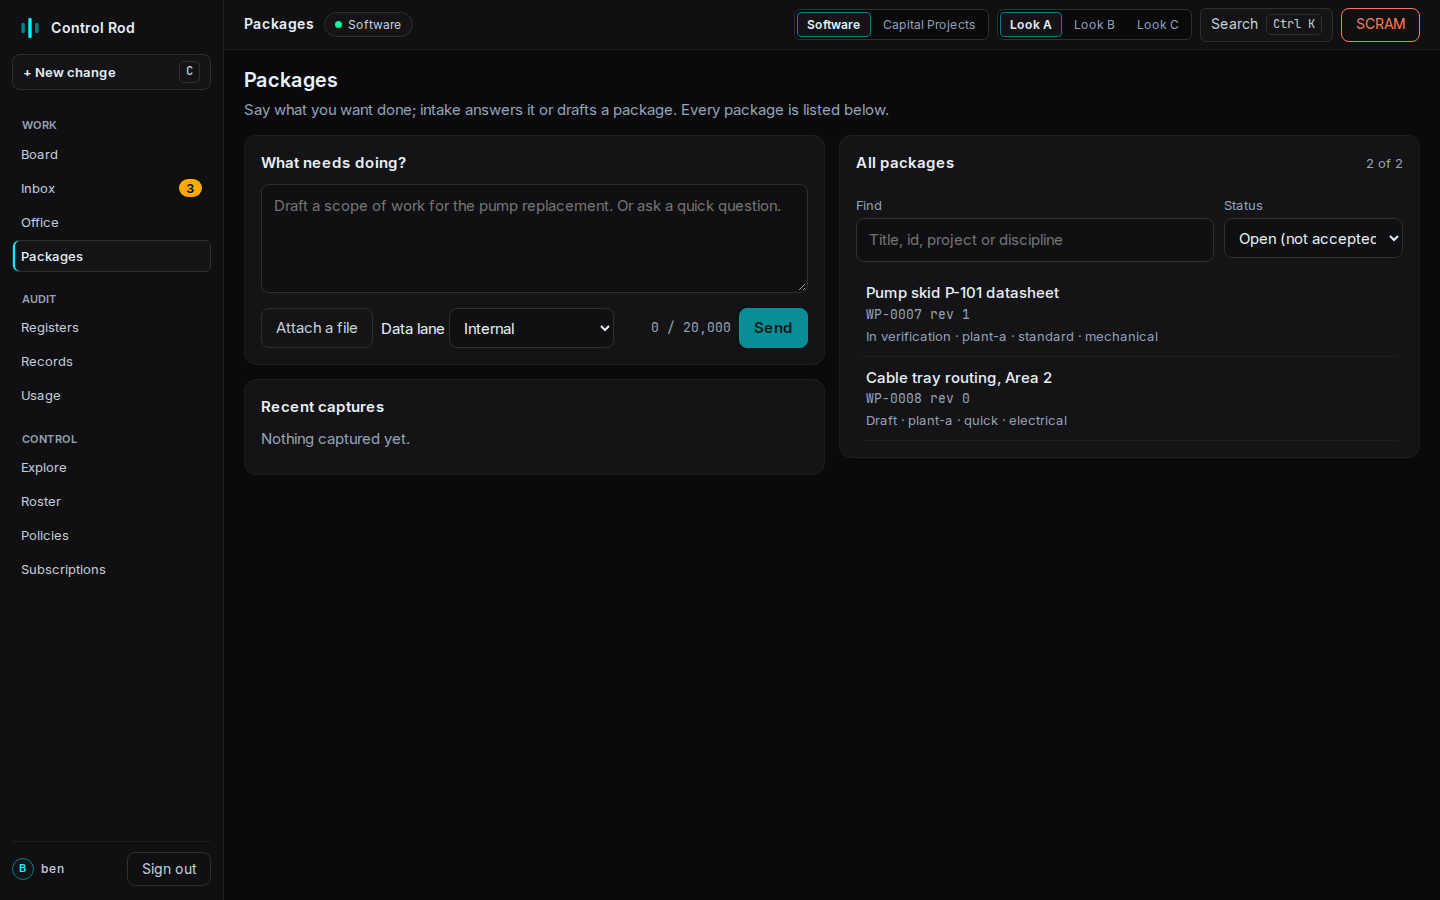 Control Rod
+ New change C
WORK
Board
Inbox 3
Office
Packages
AUDIT
Registers
Records
Usage
CONTROL
Explore
Roster
Policies
Subscriptions
B ben Sign out
Packages Software Software Capital Projects Look A Look B Look C Search Ctrl K SCRAM
Packages
Say what you want done; intake answers it or drafts a package. Every package is listed below.
What needs doing?
Draft a scope of work for the pump replacement. Or ask a quick question.
Attach a file Data lane Internal 0 / 20,000 Send
Recent captures
Nothing captured yet.
All packages 2 of 2
Find Status
Title, id, project or discipline Open (not accepted
Pump skid P-101 datasheet
WP-0007 rev 1
In verification · plant-a · standard · mechanical
Cable tray routing, Area 2
WP-0008 rev 0
Draft · plant-a · quick · electrical